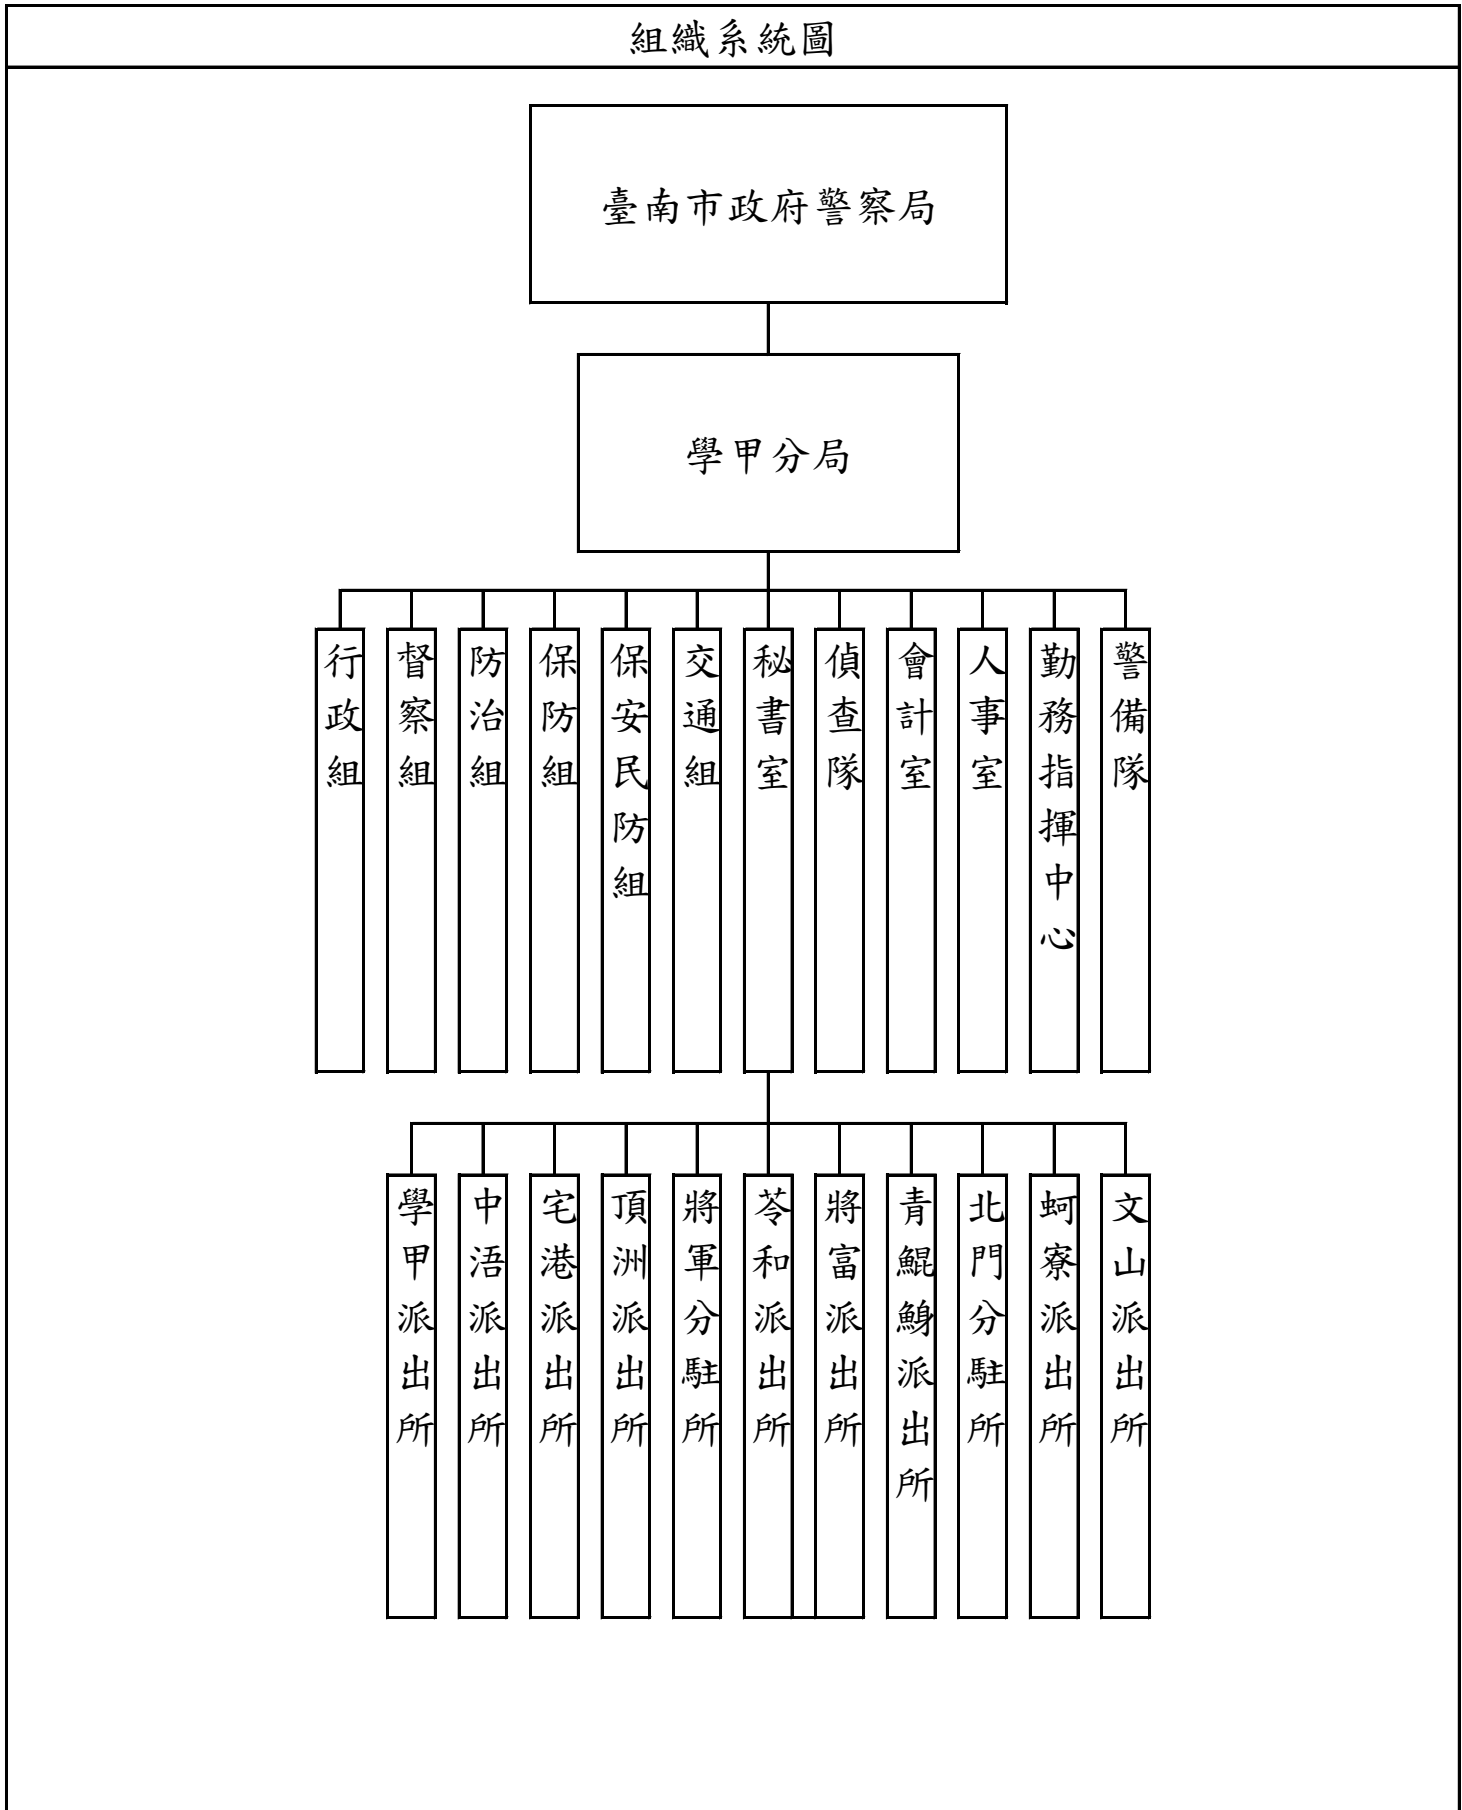 組織系統圖
臺南市政府警察局
學甲分局
行政組
督察組
防治組
保防組
保安民防組
交通組
秘書室
偵查隊
會計室
人事室
勤務指揮中心
警備隊
學甲派出所
中洲派出所
宅港派出所
頂洲派出所
將軍分駐所
苓和派出所
將富派出所
青鯤鯓派出所
北門分駐所
蚵寮派出所
文山派出所